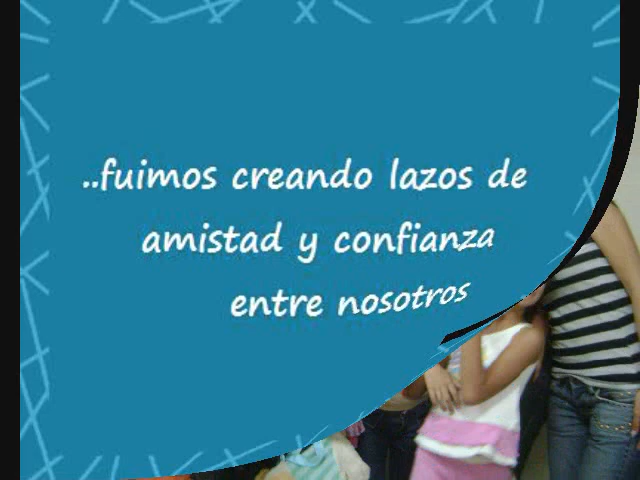 ..fuimos creando lazos de
amistad y confianza
entre nosotros